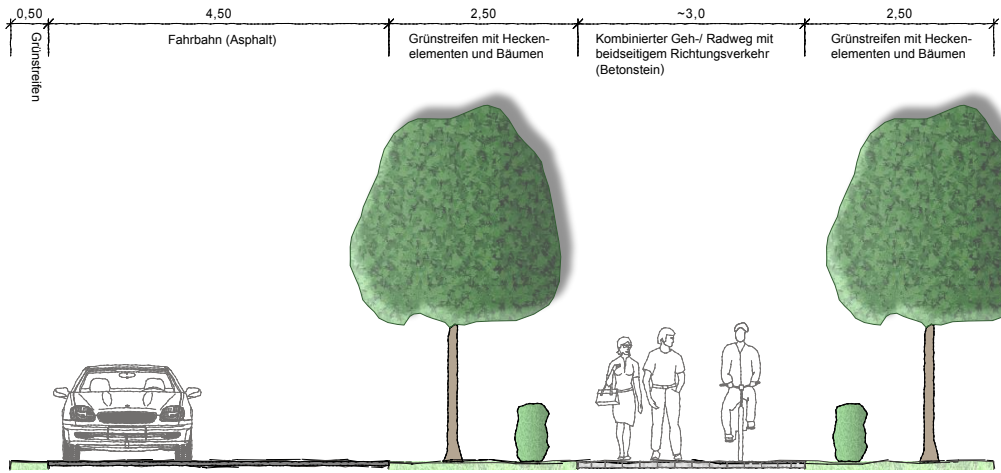 0,50
4,50
2,50
~3,0
2,50
Grünstreifen
Fahrbahn (Asphalt)
Grünstreifen mit Hecken-
elementen und Bäumen
Kombinierter Geh-/ Radweg mit
beidseitigem Richtungsverkehr
(Betonstein)
Grünstreifen mit Hecken-
elementen und Bäumen